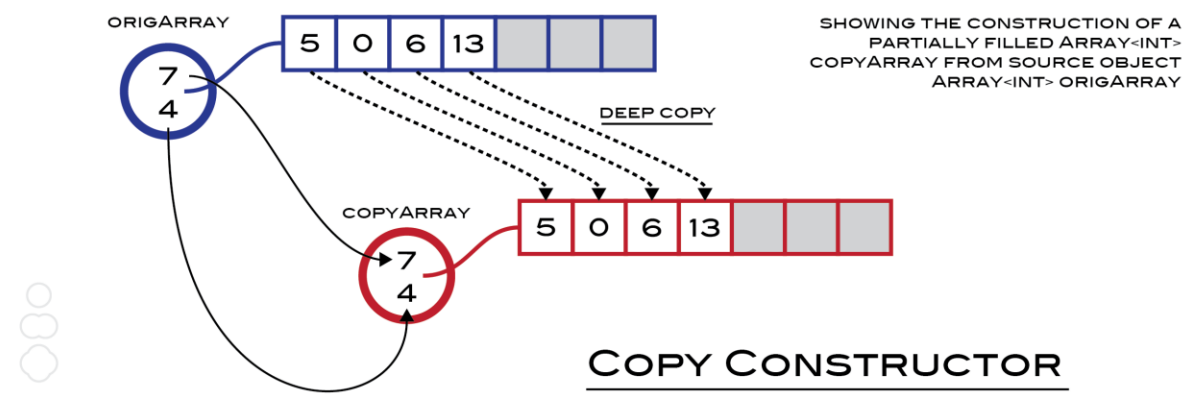 ORIGARRAY
7
4
5 0 6 13
SHOWING THE CONSTRUCTION OF A
PARTIALLY FILLED ARRAY<INT>
COPYARRAY FROM SOURCE OBJECT
ARRAY<INT> ORIGARRAY
DEEP COPY
COPYARRAY
7
4
5 0 6 13
COPY CONSTRUCTOR